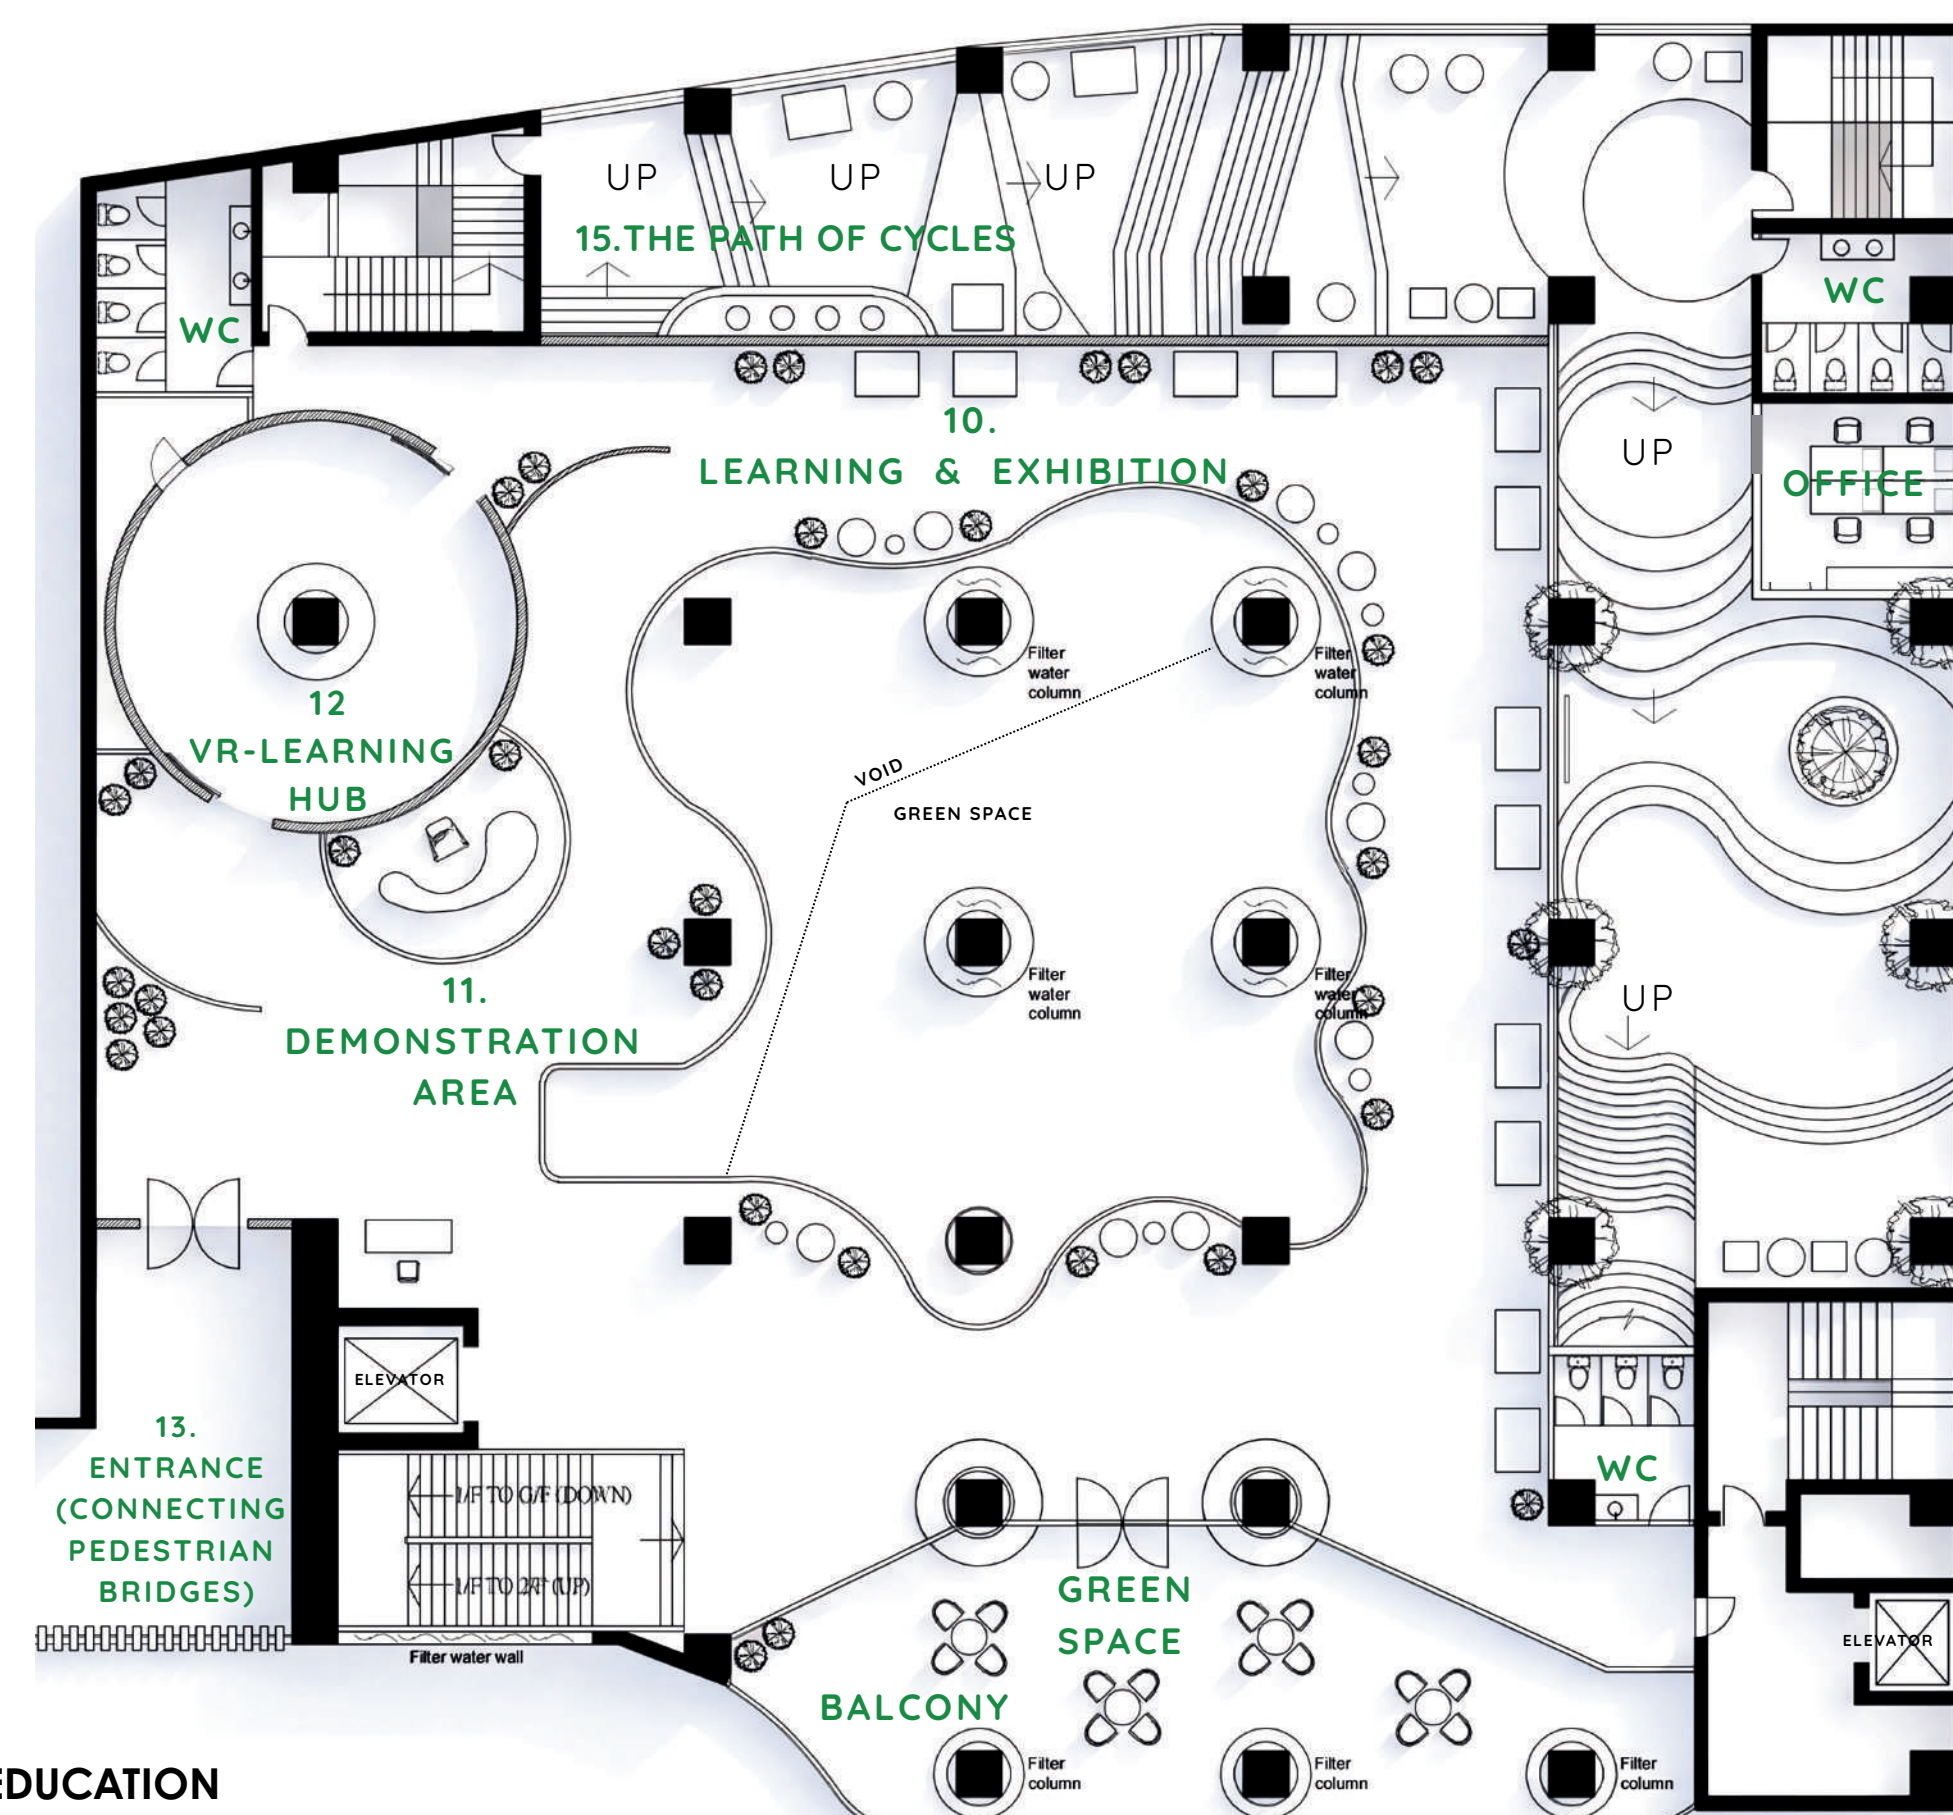 UP
UP
UP
15.THE PATH OF CYCLES
WC
WC
10.
LEARNING & EXHIBITION
UP
OFFICE
Filter
water
column
Filter
water
column
12
VR-LEARNING
HUB
VOID
GREEN SPACE
Filter
water
column
Filter
water
column
11.
DEMONSTRATION
AREA
UP
ELEVATOR
13.
ENTRANCE
(CONNECTING
PEDESTRIAN
BRIDGES)
1/F TO G/F (DOWN)
1/F TO 2/F (UP)
Filter water wall
WC
GREEN
SPACE
BALCONY
ELEVATOR
Filter
column
Filter
column
Filter
column
EDUCATION